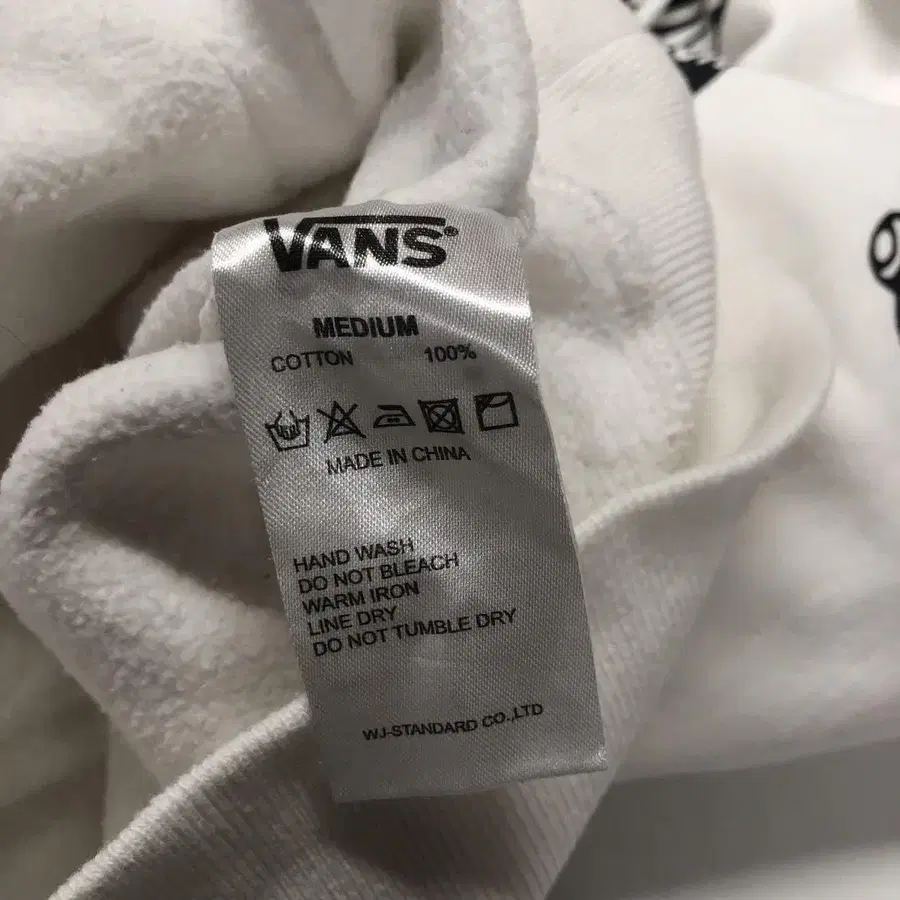 VANS®
MEDIUM
COTTON 100%
MADE IN CHINA
HAND WASH
DO NOT BLEACH
WARM IRON
LINE DRY
DO NOT TUMBLE DRY
WJ-STANDARD CO.,LTD